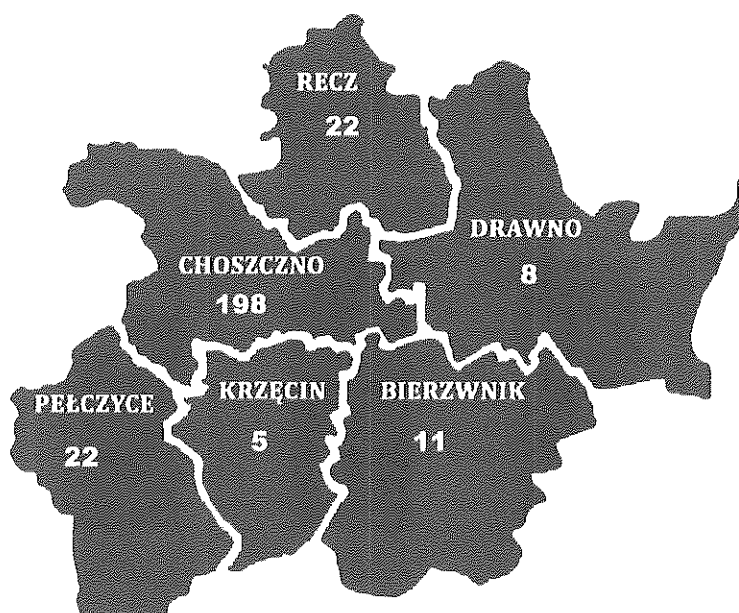 RECZ
22
DRAWNO
8
CHOSZCZNO
198
PEŁCZYCE
22
KRZĘCIN
5
BIERZWNIK
11